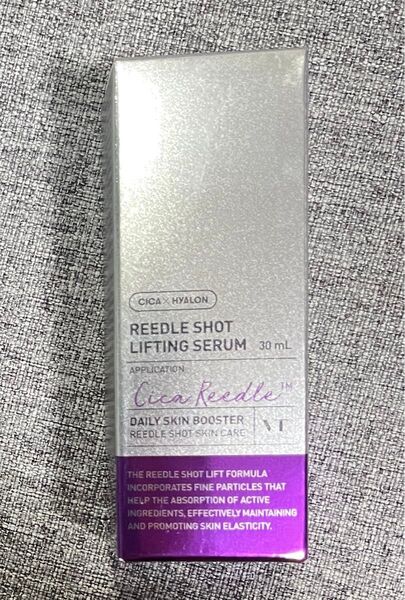 CICA × HYALON
REEDLE SHOT
LIFTING SERUM 30 mL
APPLICATION
Cica Reedle™
DAILY SKIN BOOSTER
REEDLE SHOT SKIN CARE
VT
THE REEDLE SHOT LIFT FORMULA
INCORPORATES FINE PARTICLES THAT
HELP THE ABSORPTION OF ACTIVE
INGREDIENTS, EFFECTIVELY MAINTAINING
AND PROMOTING SKIN ELASTICITY.